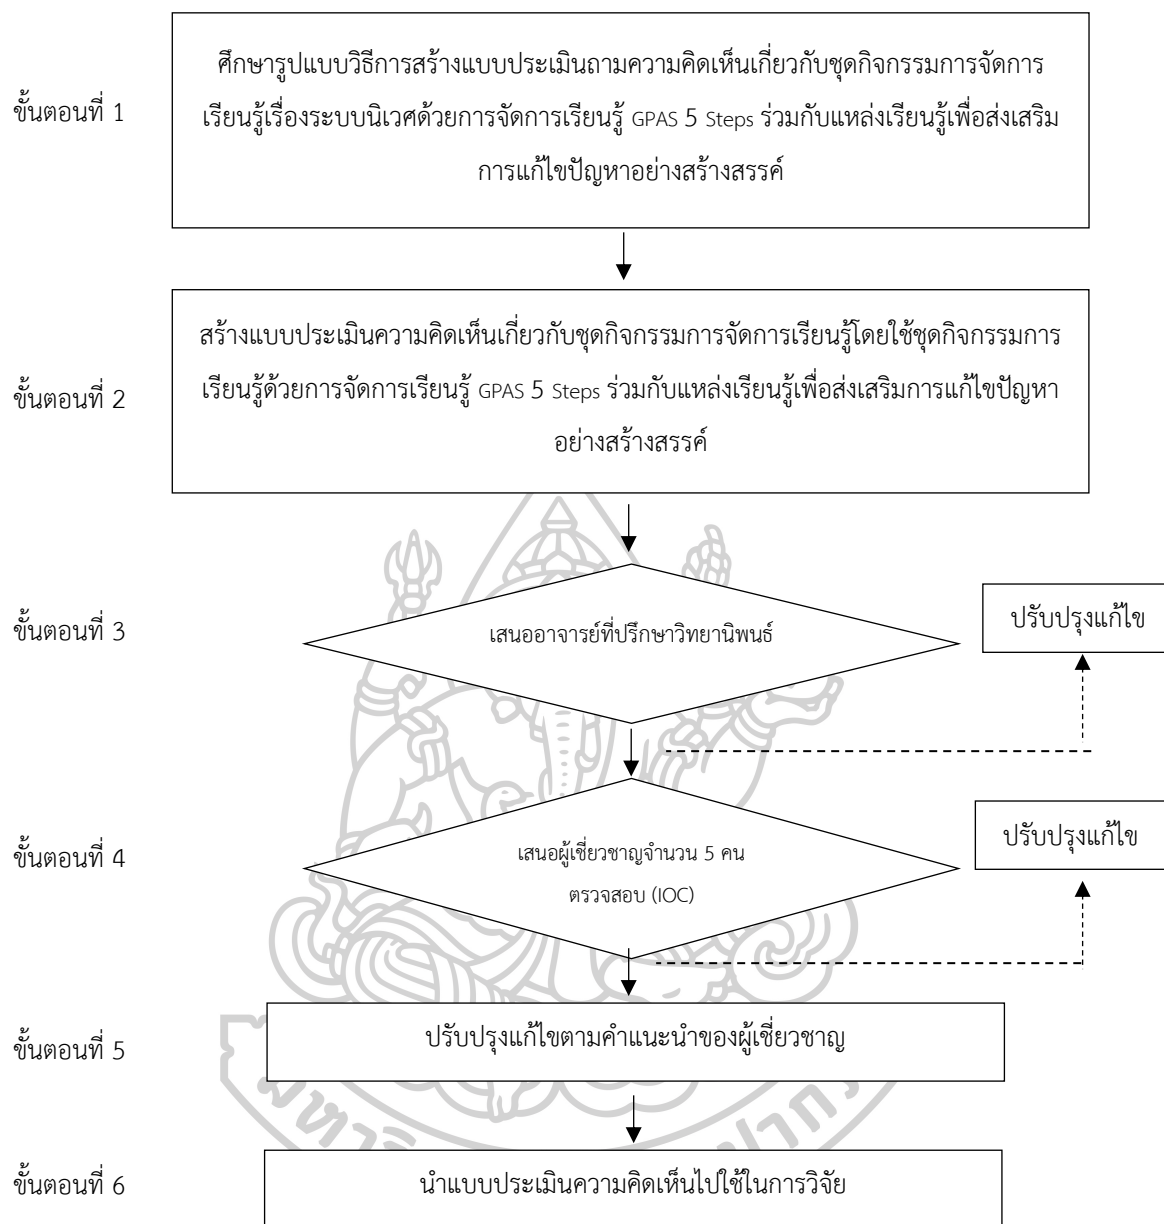 ขั้นตอนที่ 1
ศึกษารูปแบบวิธีการสร้างแบบประเมินถามความคิดเห็นเกี่ยวกับชุดกิจกรรมการจัดการ
เรียนรู้เรื่องระบบนิเวศด้วยการจัดการเรียนรู้ GPAS 5 Steps ร่วมกับแหล่งเรียนรู้เพื่อส่งเสริม
การแก้ไขปัญหาอย่างสร้างสรรค์
ขั้นตอนที่ 2
สร้างแบบประเมินความคิดเห็นเกี่ยวกับชุดกิจกรรมการจัดการเรียนรู้โดยใช้ชุดกิจกรรมการ
เรียนรู้ด้วยการจัดการเรียนรู้ GPAS 5 Steps ร่วมกับแหล่งเรียนรู้เพื่อส่งเสริมการแก้ไขปัญหา
อย่างสร้างสรรค์
ขั้นตอนที่ 3
เสนออาจารย์ที่ปรึกษาวิทยานิพนธ์
ปรับปรุงแก้ไข
ขั้นตอนที่ 4
เสนอผู้เชี่ยวชาญจำนวน 5 คน
ตรวจสอบ (IOC)
ปรับปรุงแก้ไข
ขั้นตอนที่ 5
ปรับปรุงแก้ไขตามคำแนะนำของผู้เชี่ยวชาญ
ขั้นตอนที่ 6
นำแบบประเมินความคิดเห็นไปใช้ในการวิจัย